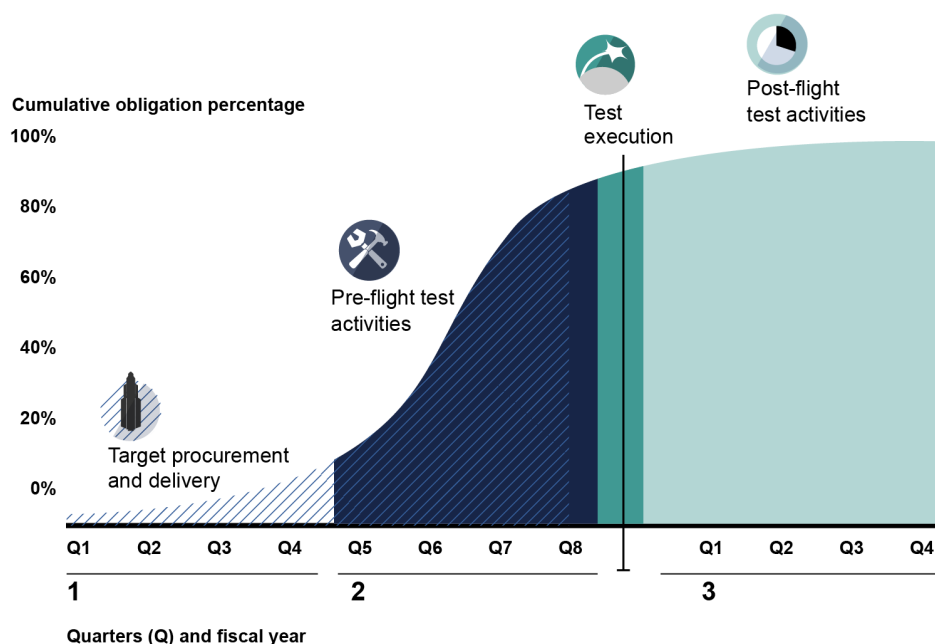 Cumulative obligation percentage
100%
80%
60%
40%
20%
0%
Target procurement
and delivery
Pre-flight test
activities
Test
execution
Post-flight
test activities
Q1 Q2 Q3 Q4 Q5 Q6 Q7 Q8 Q1 Q2 Q3 Q4
1 2 3
Quarters (Q) and fiscal year